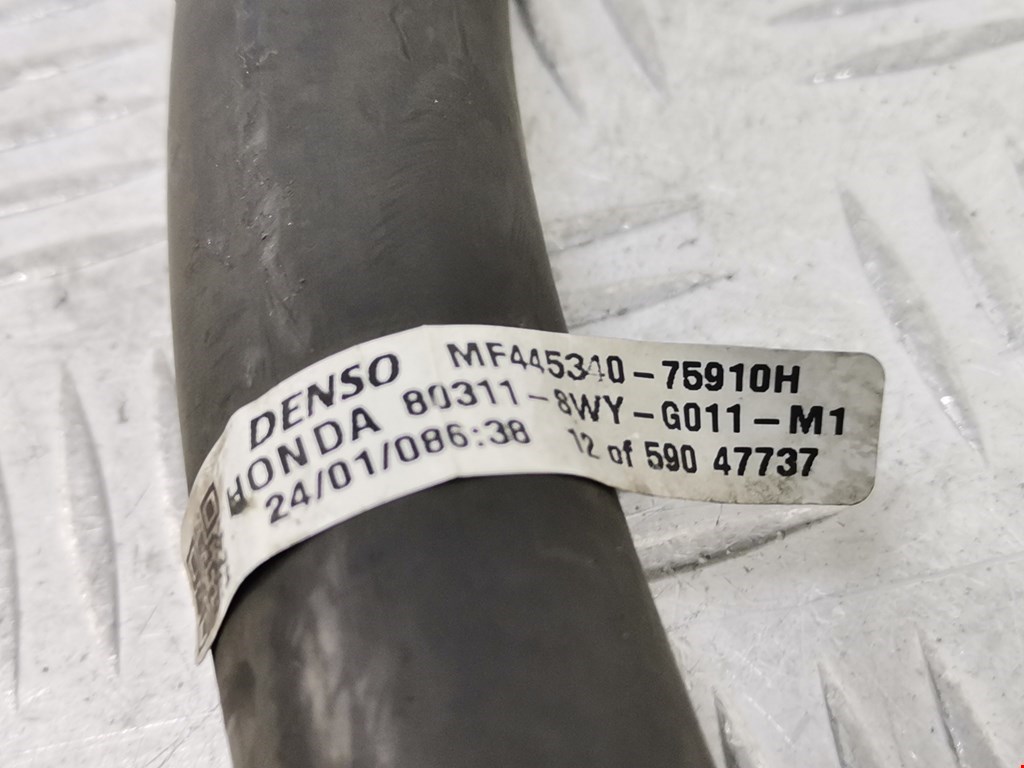 DENSO MF445340-75910H
HONDA 80311-8WY-G011-M1
24/01/086:38 12 of 590 47737